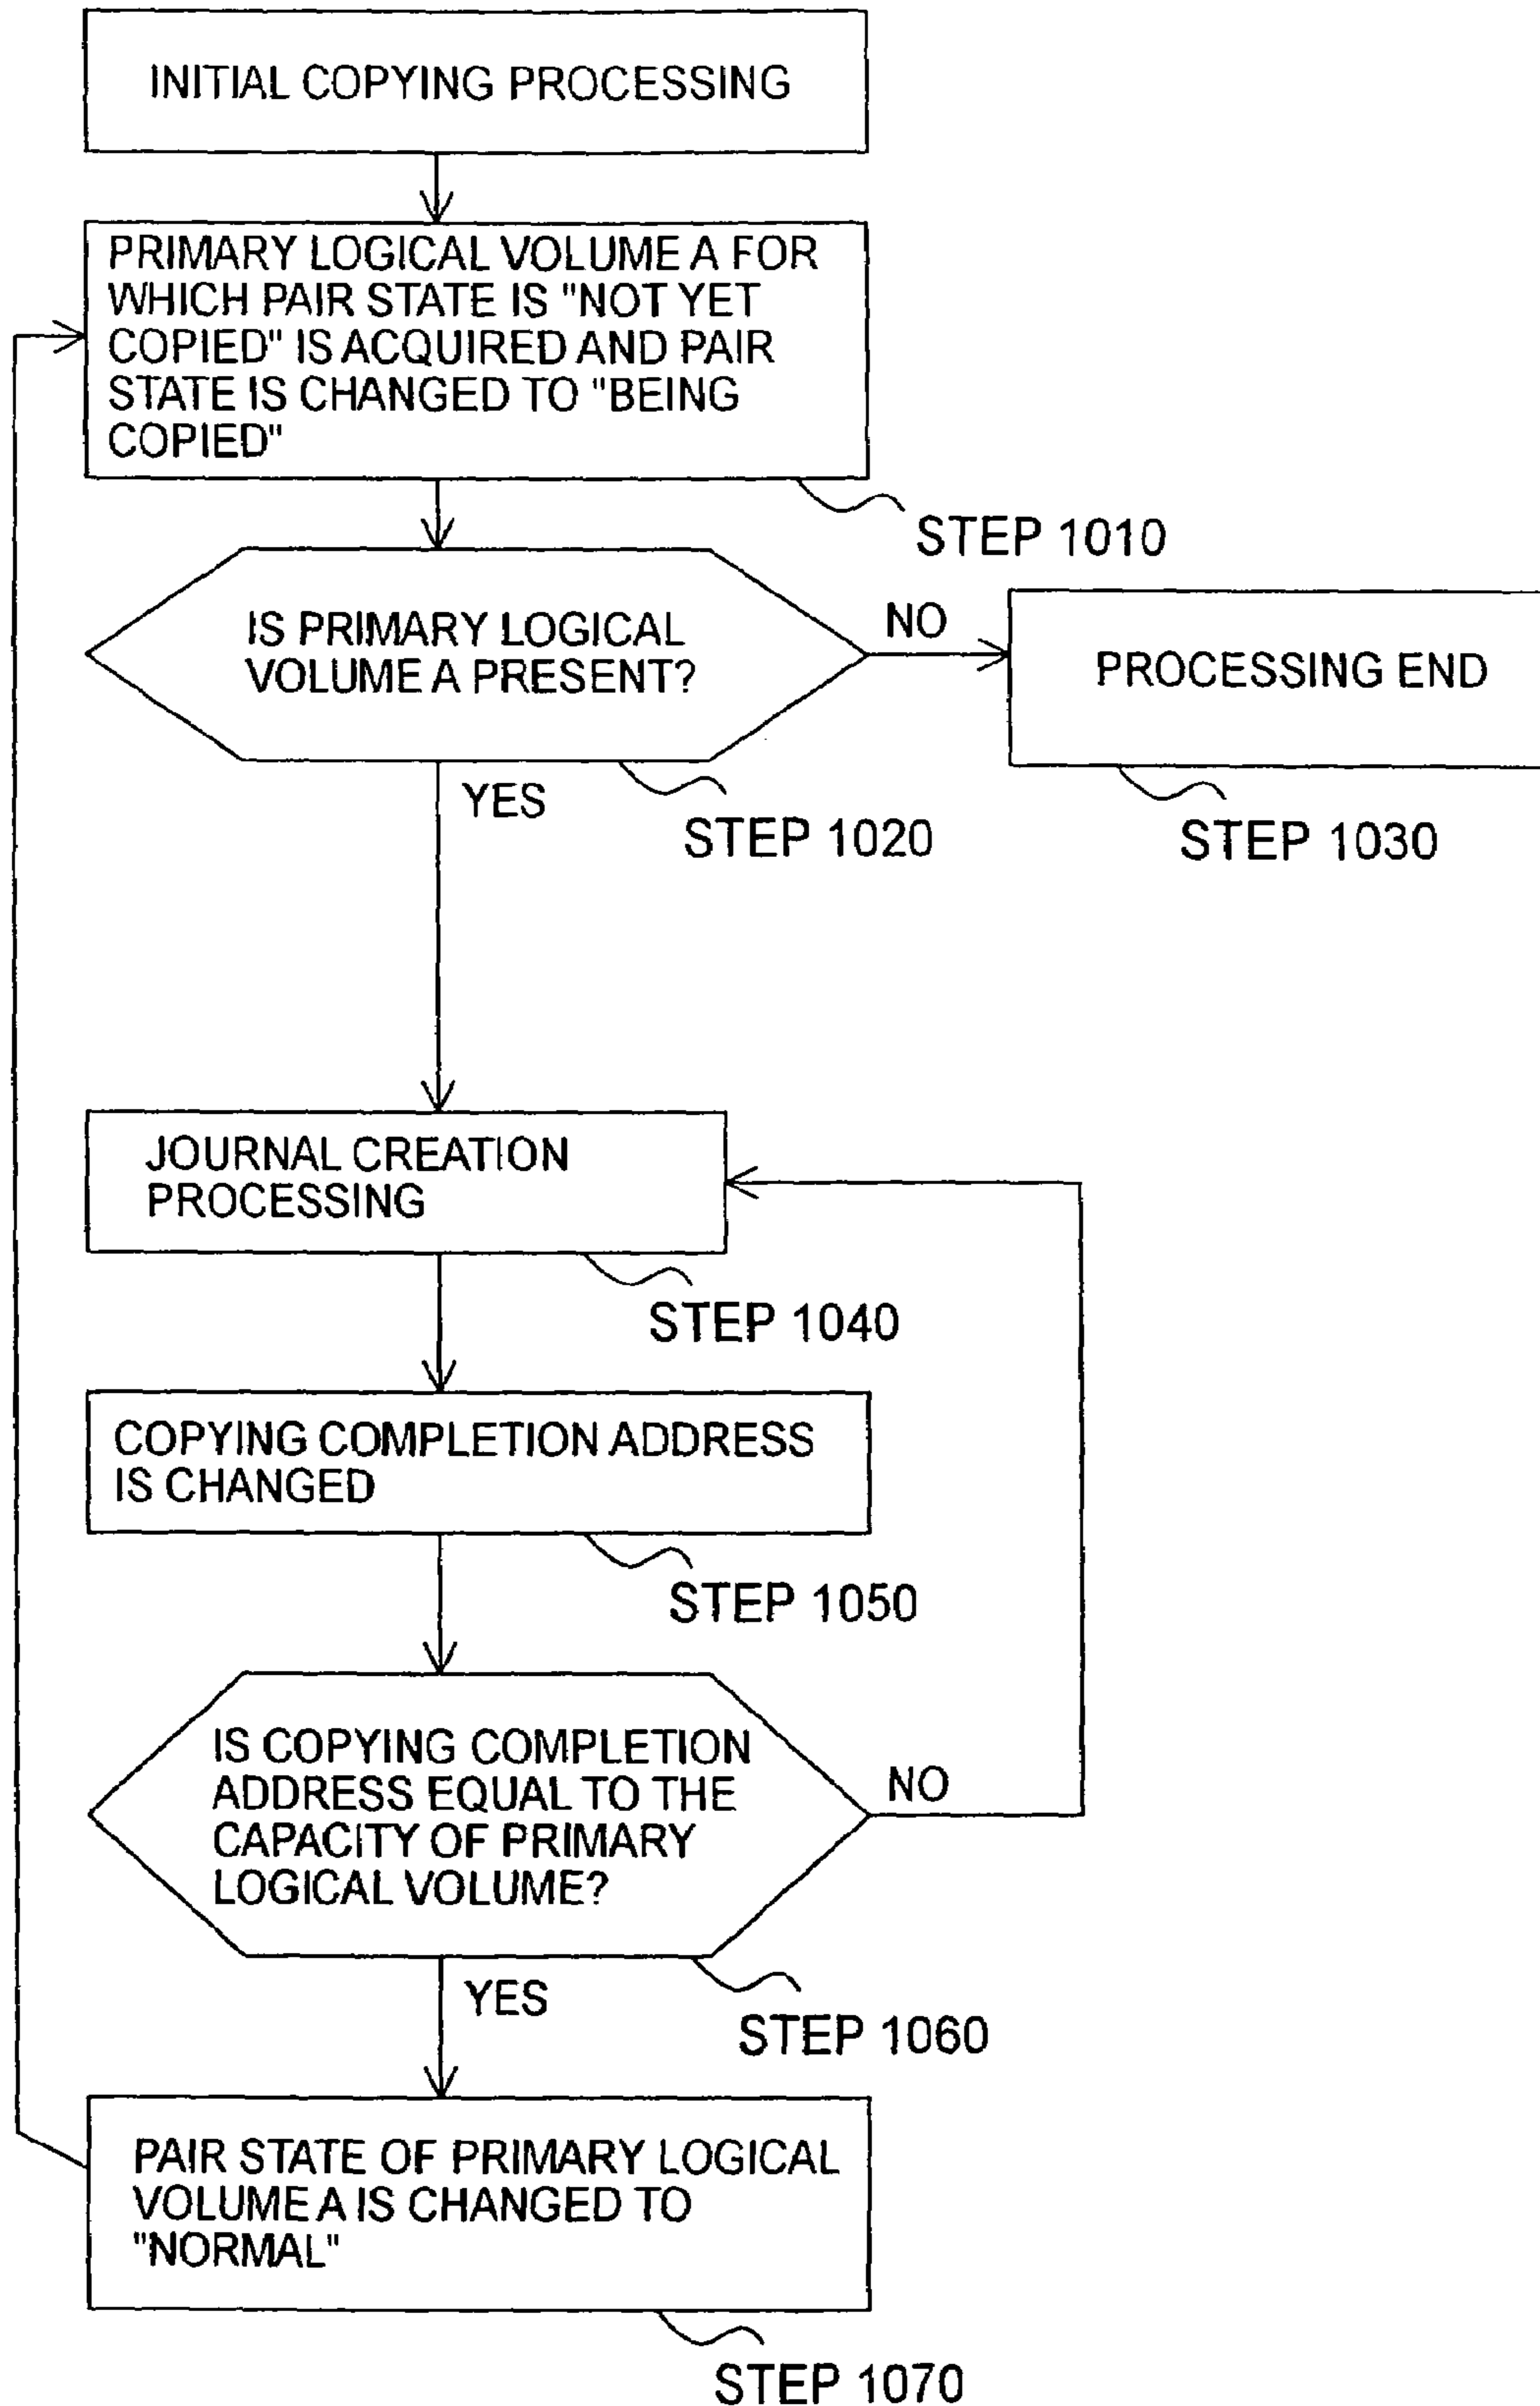 INITIAL COPYING PROCESSING
PRIMARY LOGICAL VOLUME A FOR
WHICH PAIR STATE IS "NOT YET
COPIED" IS ACQUIRED AND PAIR
STATE IS CHANGED TO "BEING
COPIED"
STEP 1010
IS PRIMARY LOGICAL
VOLUME A PRESENT?
NO
PROCESSING END
YES
STEP 1020
STEP 1030
JOURNAL CREATION
PROCESSING
STEP 1040
COPYING COMPLETION ADDRESS
IS CHANGED
STEP 1050
IS COPYING COMPLETION
ADDRESS EQUAL TO THE
CAPACITY OF PRIMARY
LOGICAL VOLUME?
NO
YES
STEP 1060
PAIR STATE OF PRIMARY LOGICAL
VOLUME A IS CHANGED TO
"NORMAL"
STEP 1070